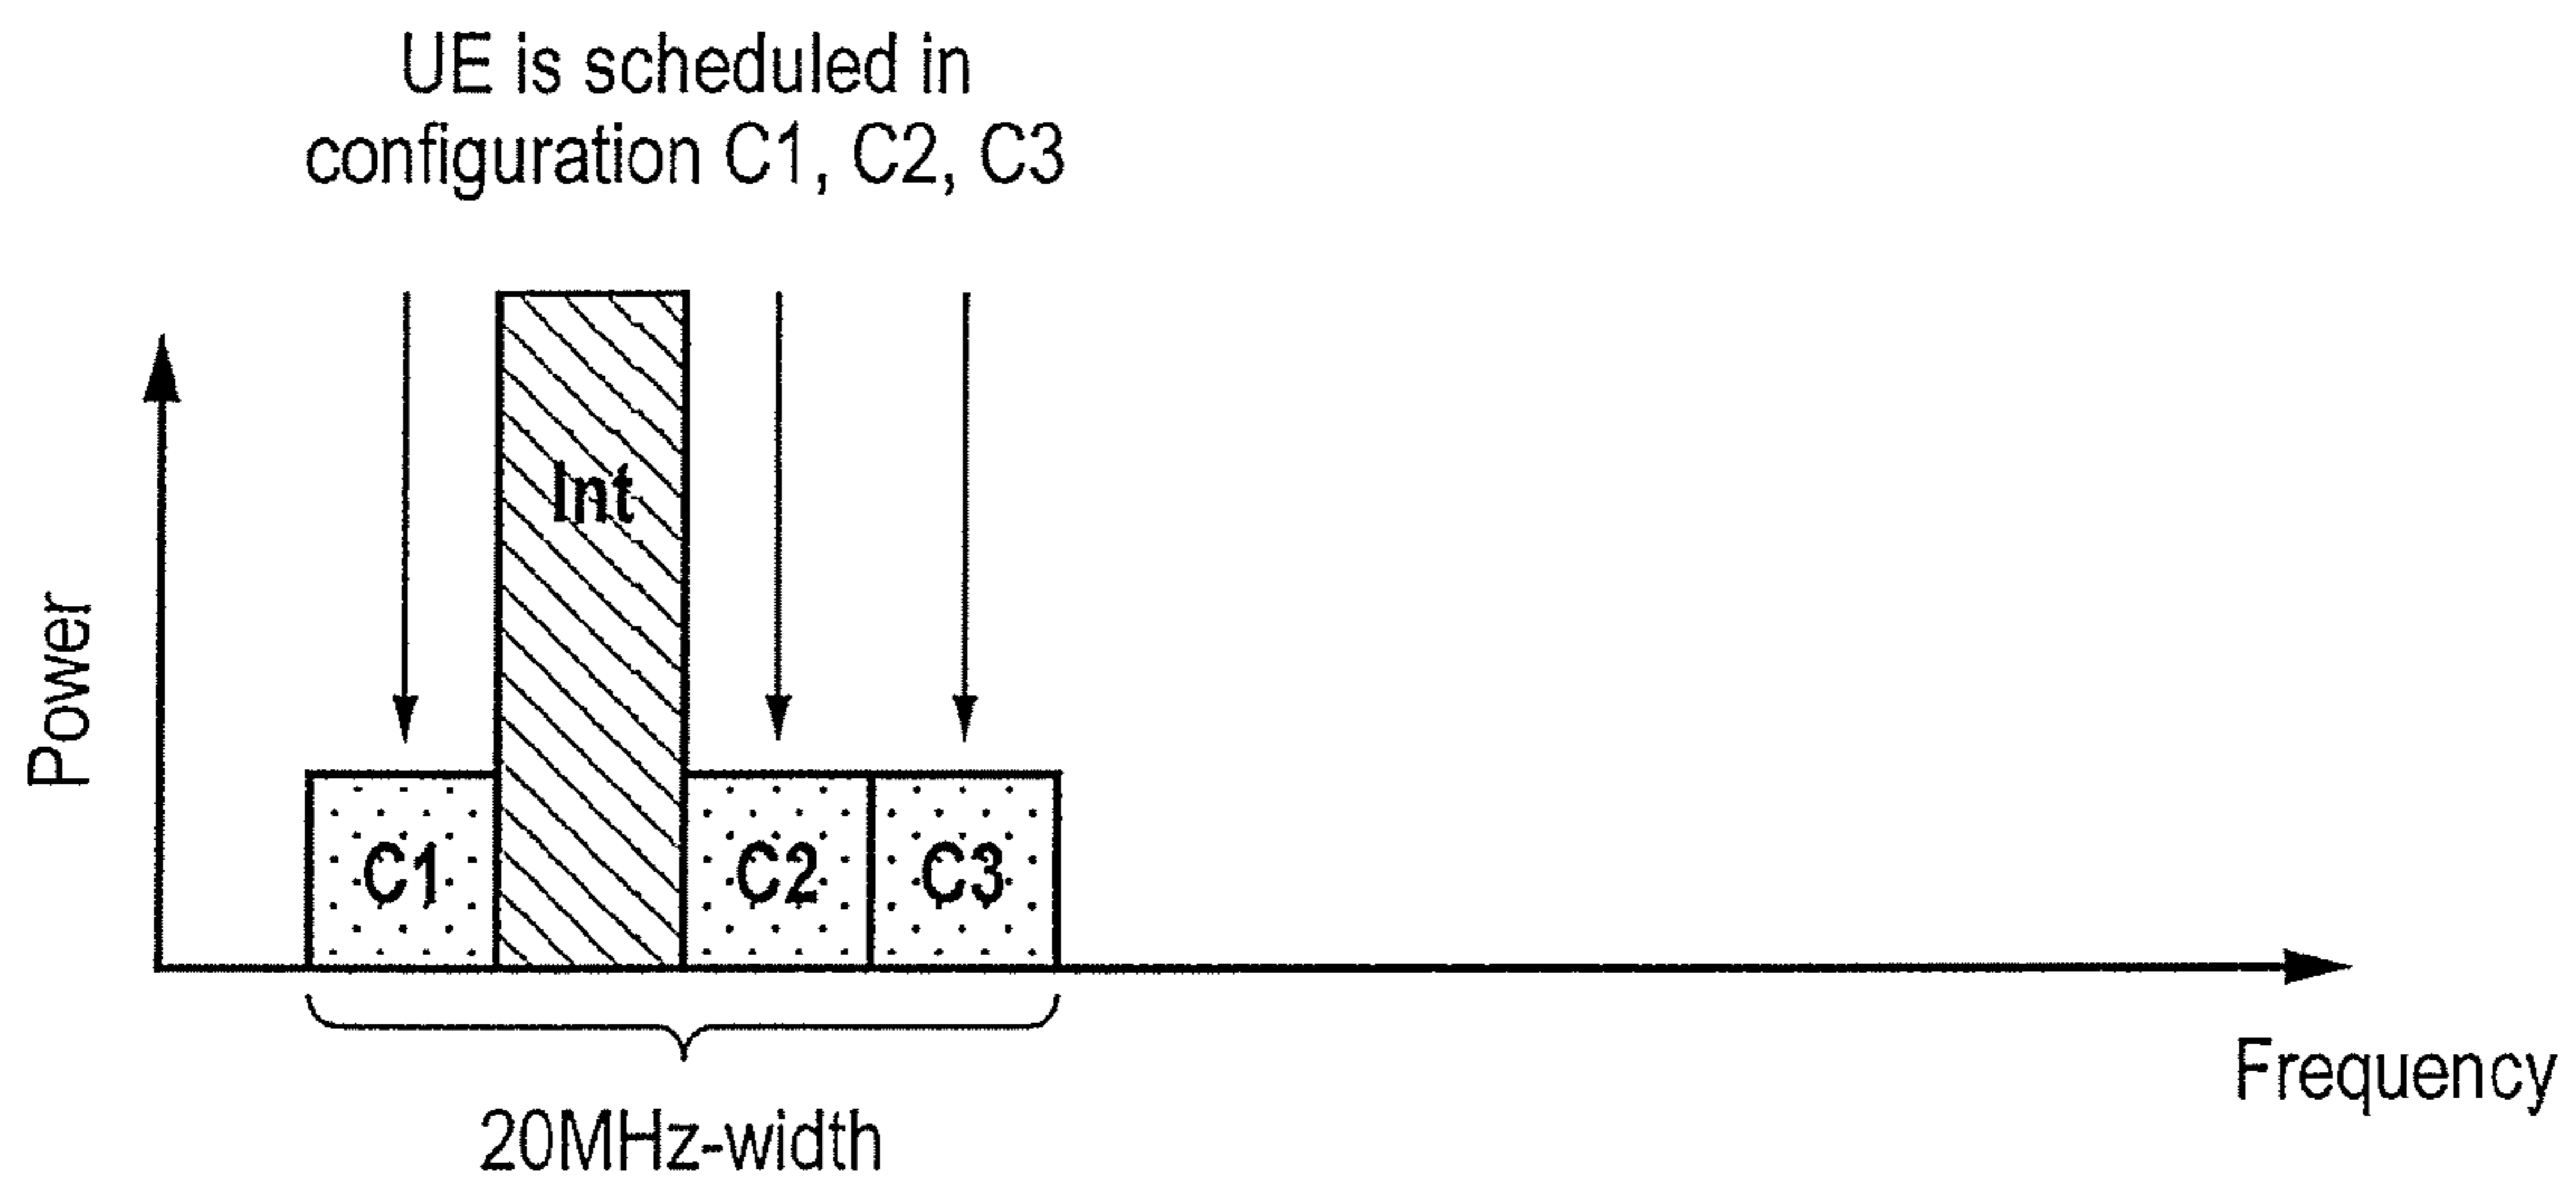 UE is scheduled in
configuration C1, C2, C3
Int
Power
C1
C2
C3
Frequency
20MHz-width